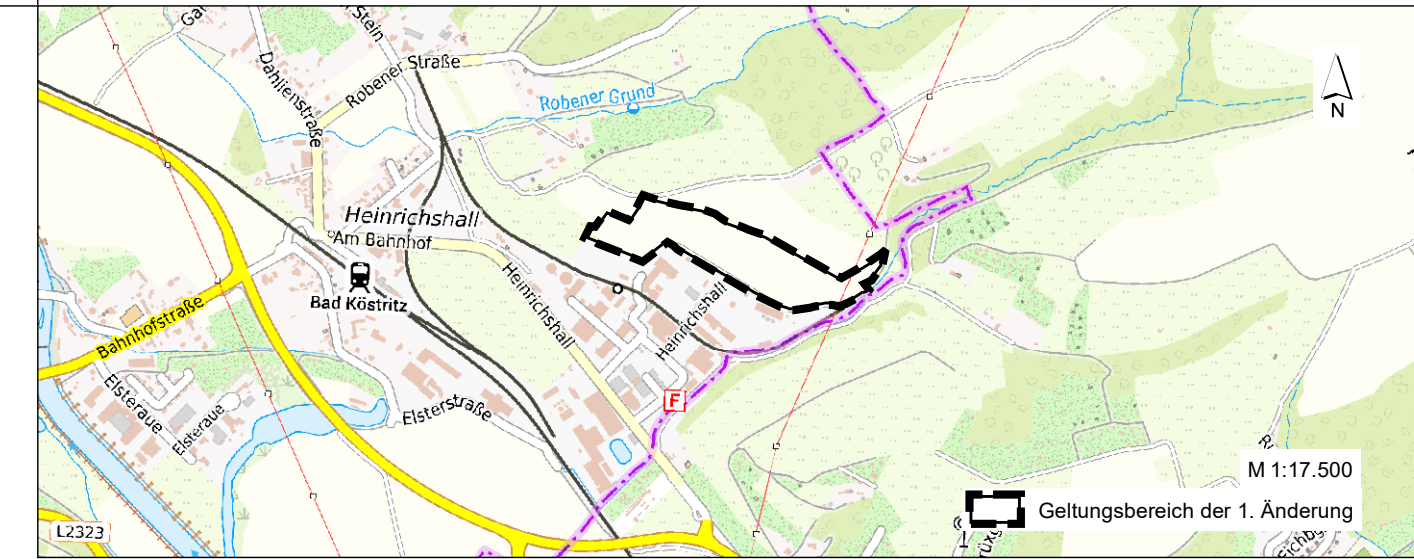 Stein
Dahlienstraße
Robener Straße
Robener Grund
N
Heinrichshall
Am Bahnhof
Bad Köstritz
Heinrichshall
Heinrichshall
Bahnhofstraße
Elsteraue
Elsteraue
Elsterstraße
F
L2323
M 1:17.500
Geltungsbereich der 1. Änderung